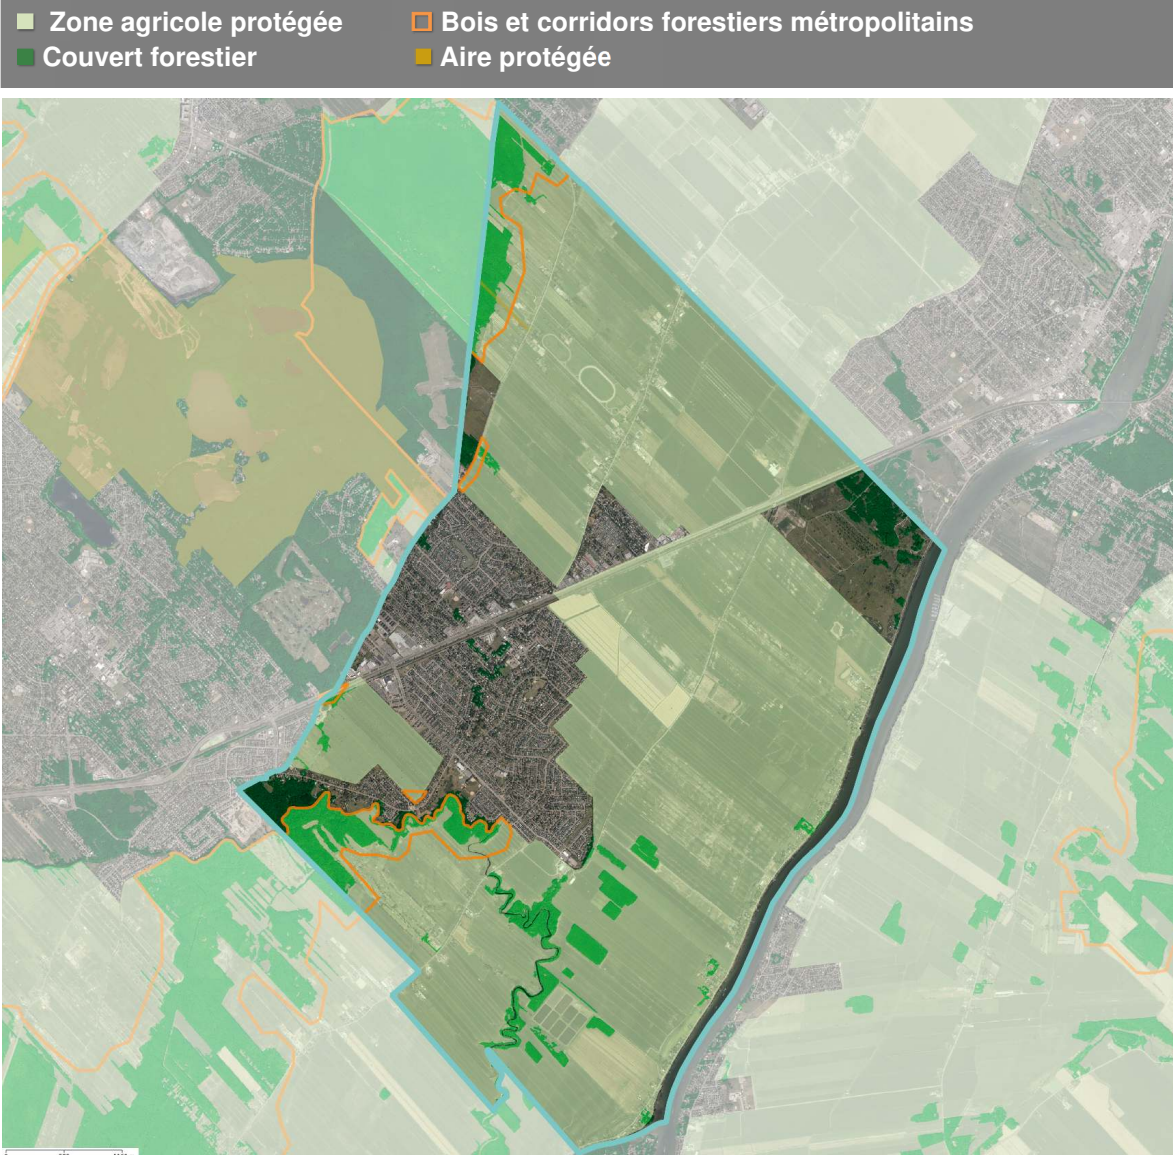 Zone agricole protégée
Bois et corridors forestiers métropolitains
Couvert forestier
Aire protégée